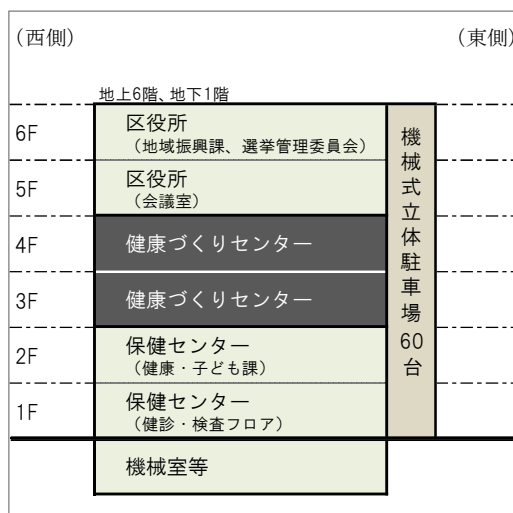 (西側)
(東側)
地上6階、地下1階
6F
区役所
(地域振興課、選挙管理委員会)
5F
区役所
(会議室)
4F
健康づくりセンター
3F
健康づくりセンター
2F
保健センター
(健康・子ども課)
1F
保健センター
(健診・検査フロア)
機械室等
機械式立体駐車場60台